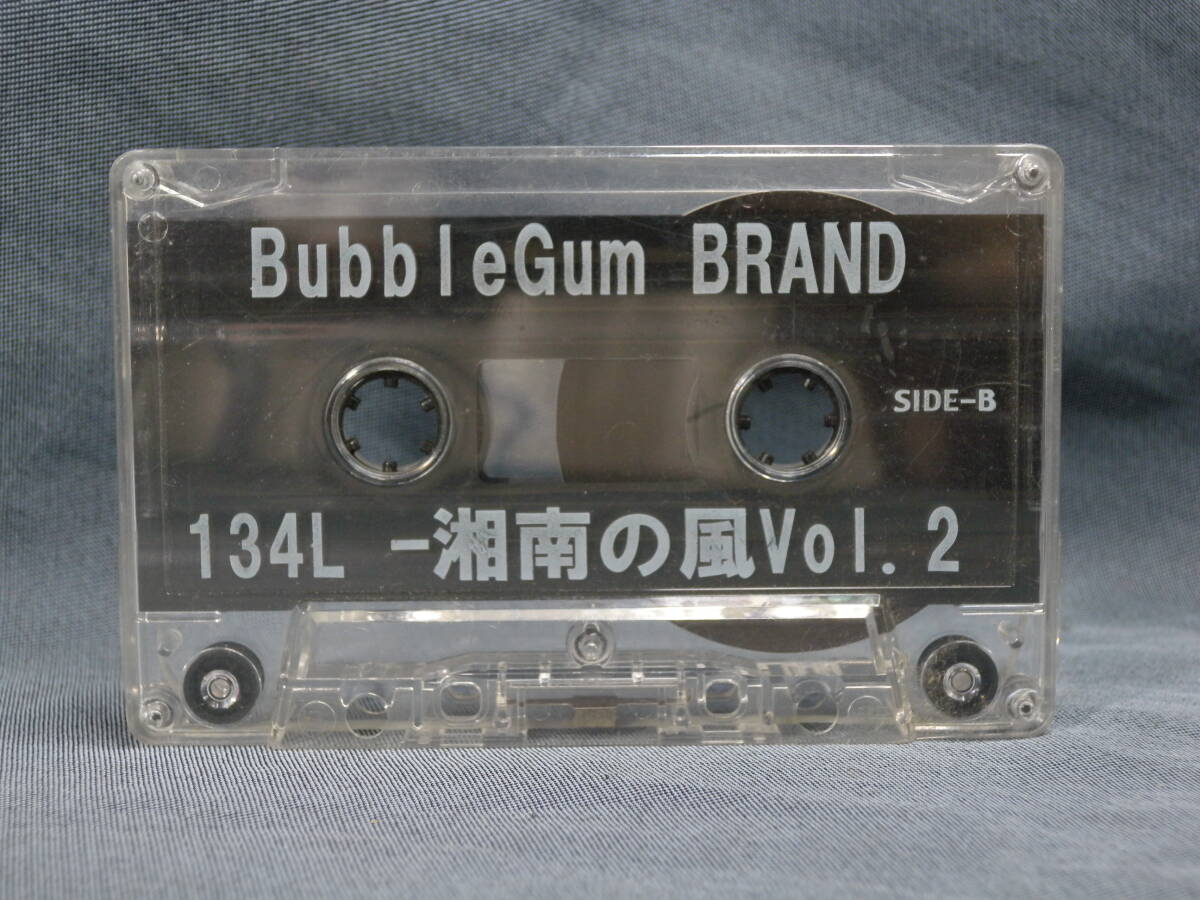 BubbleGum BRAND
SIDE-B
134L -湘南の風Vol.2